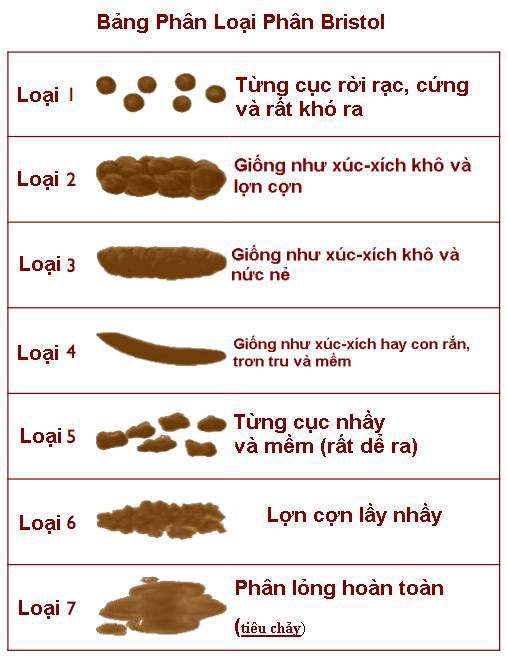 Bảng Phân Loại Phân Bristol
Loại 1
Từng cục rời rạc, cứng
và rất khó ra
Loại 2
Giống như xúc-xích khô và
lợn cợn
Loại 3
Giống như xúc-xích khô và
nức nẻ
Loại 4
Giống như xúc-xích hay con rắn,
trơn tru và mềm
Loại 5
Từng cục nhầy
và mềm (rất dể ra)
Loại 6
Lợn cợn lầy nhầy
Loại 7
Phân lỏng hoàn toàn
(tiêu chảy)